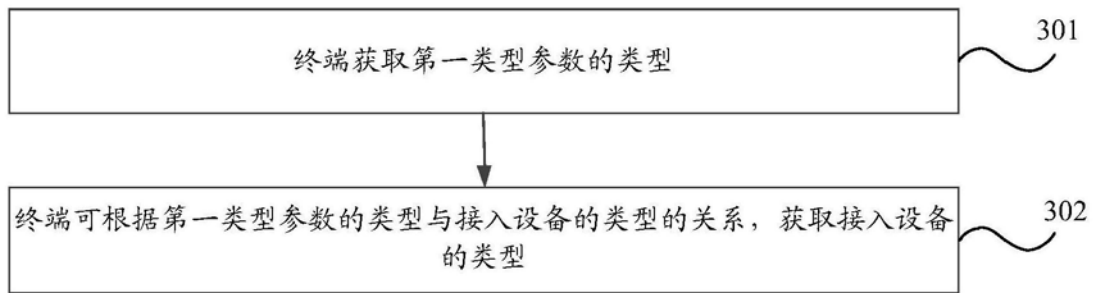 终端获取第一类型参数的类型
301
终端可根据第一类型参数的类型与接入设备的类型的关系，获取接入设备
的类型
302